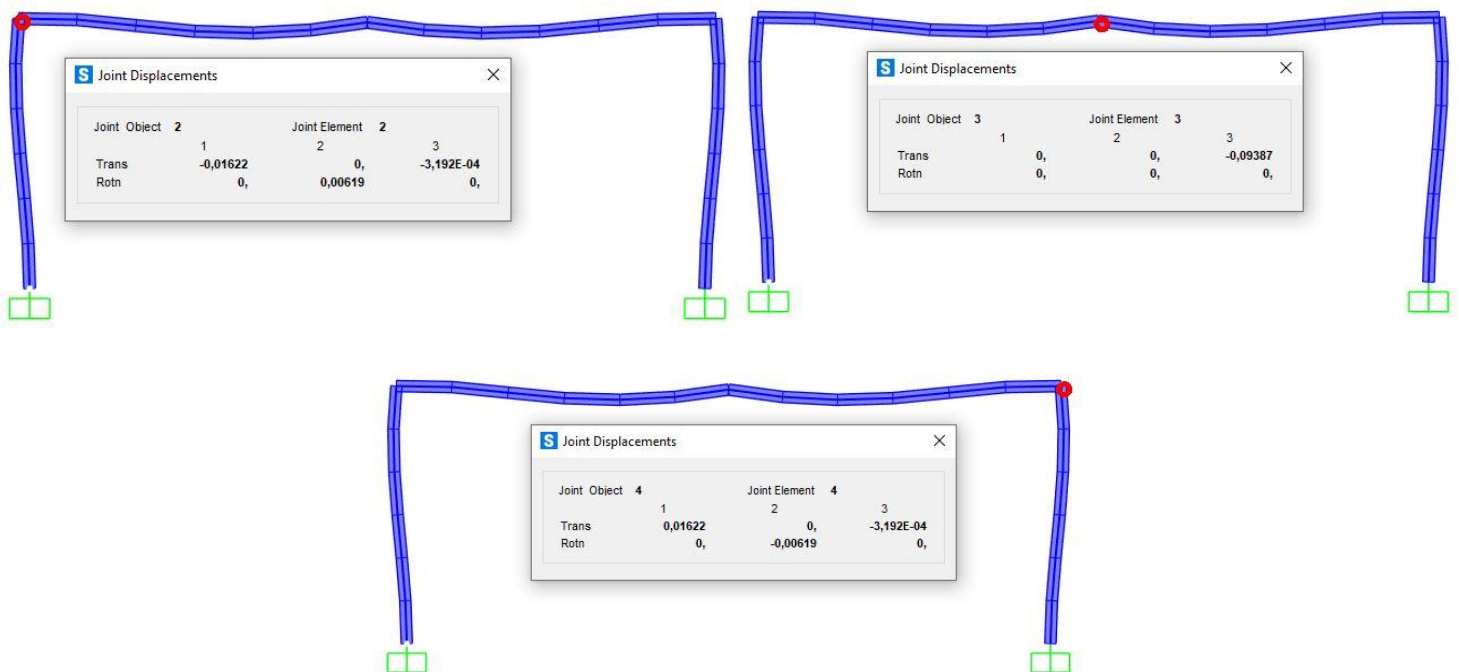 S Joint Displacements
Joint Object 2 Joint Element 2
1 2 3
Trans -0,01622 0, -3,192E-04
Rotn 0, 0,00619 0,
S Joint Displacements
Joint Object 3 Joint Element 3
1 2 3
Trans 0, 0, -0,09387
Rotn 0, 0, 0,
S Joint Displacements
Joint Object 4 Joint Element 4
1 2 3
Trans 0,01622 0, -3,192E-04
Rotn 0, -0,00619 0,